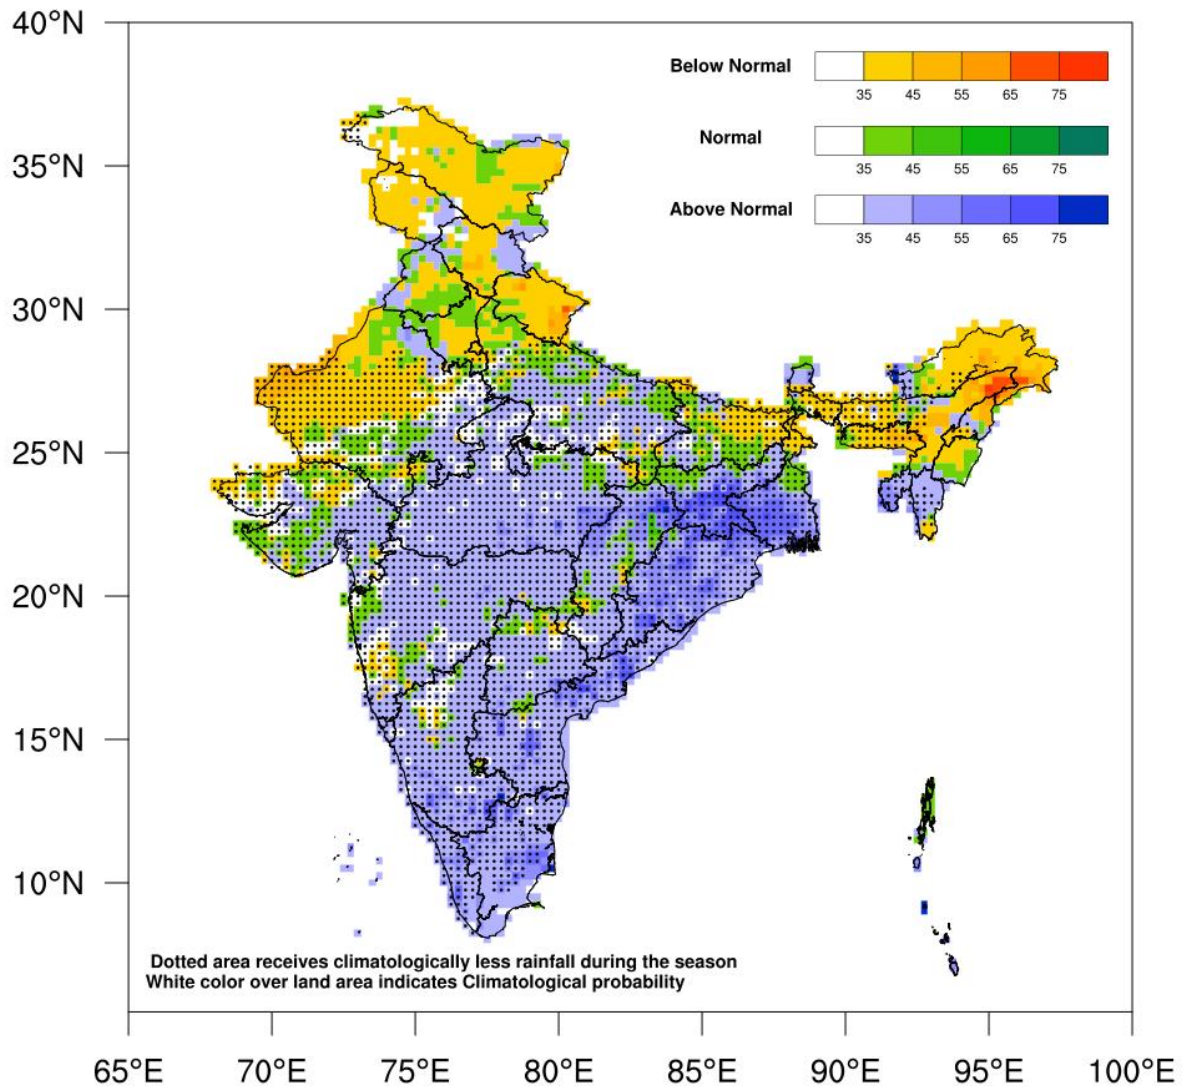 40°N
Below Normal
35 45 55 65 75
Normal
35°N
35 45 55 65 75
Above Normal
35 45 55 65 75
30°N
25°N
20°N
15°N
10°N
Dotted area receives climatologically less rainfall during the season
White color over land area indicates Climatological probability
65°E 70°E 75°E 80°E 85°E 90°E 95°E 100°E